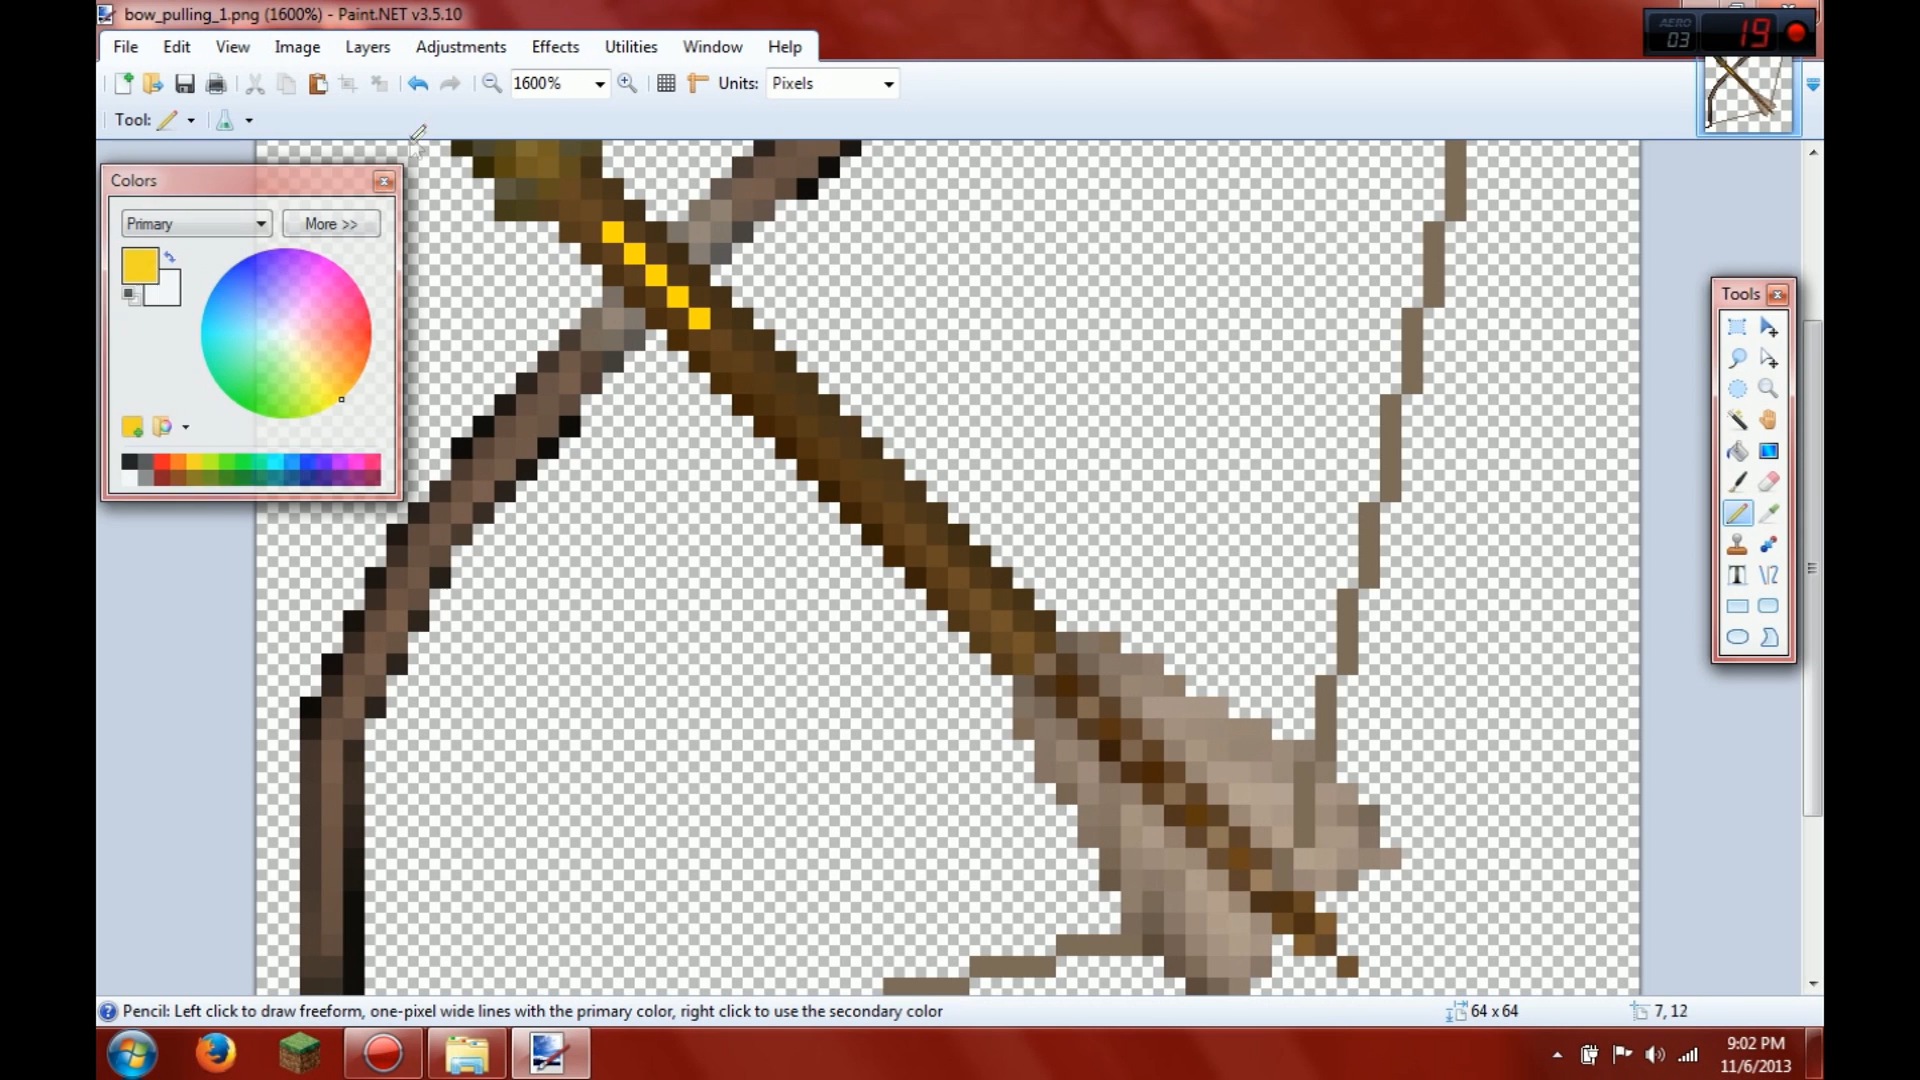 bow_pulling_1.png (1600%) - Paint.NET v3.5.10
AERO
03 19
File Edit View Image Layers Adjustments Effects Utilities Window Help
1600% Units: Pixels
Tool:
Colors
Primary More >>
Tools
Pencil: Left click to draw freeform, one-pixel wide lines with the primary color, right click to use the secondary color 64 x 64 7, 12
9:02 PM
11/6/2013